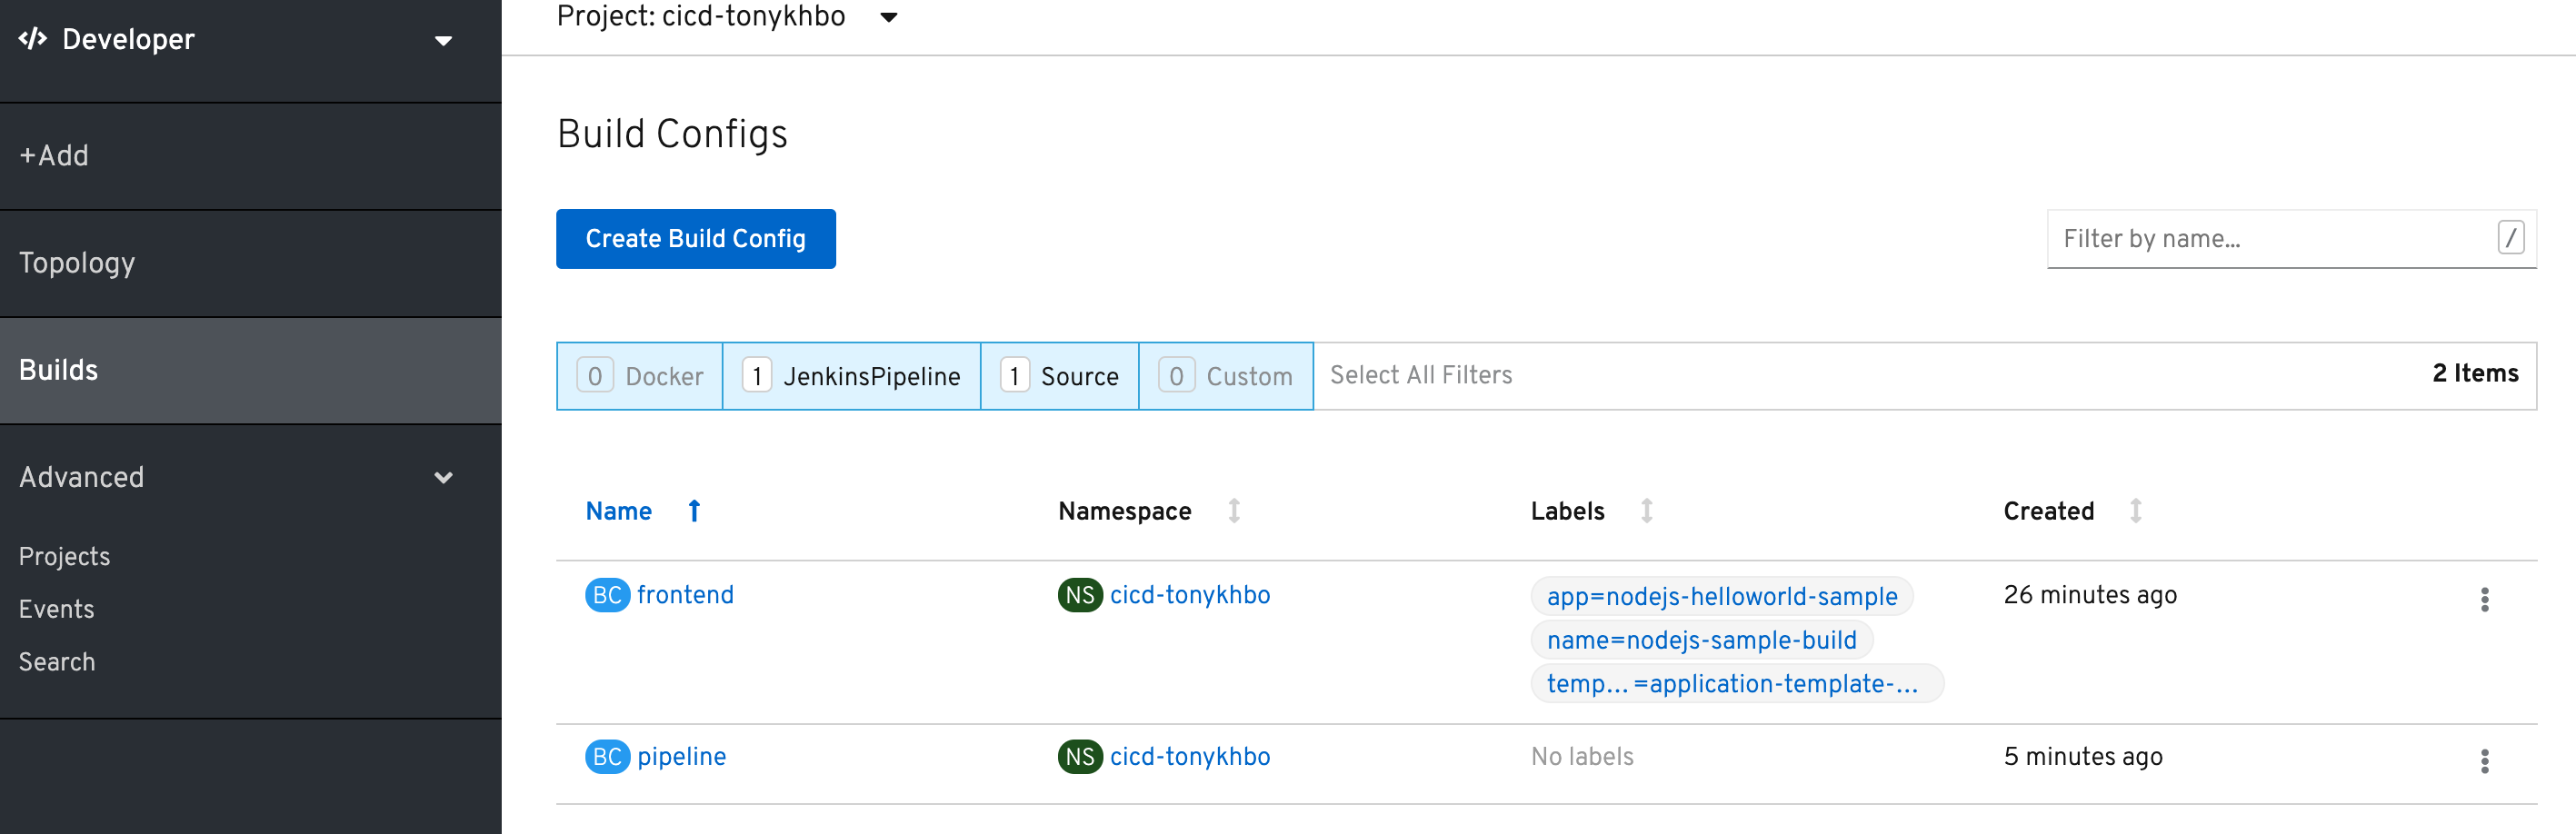 </> Developer
Project: cicd-tonykhbo
+Add
Topology
Builds
Advanced
Projects
Events
Search
Build Configs
Create Build Config
Filter by name... /
0 Docker 1 JenkinsPipeline 1 Source 0 Custom Select All Filters 2 Items
Name Namespace Labels Created
BC frontend NS cicd-tonykhbo app=nodejs-helloworld-sample 26 minutes ago
name=nodejs-sample-build
temp... =application-template-...
BC pipeline NS cicd-tonykhbo No labels 5 minutes ago